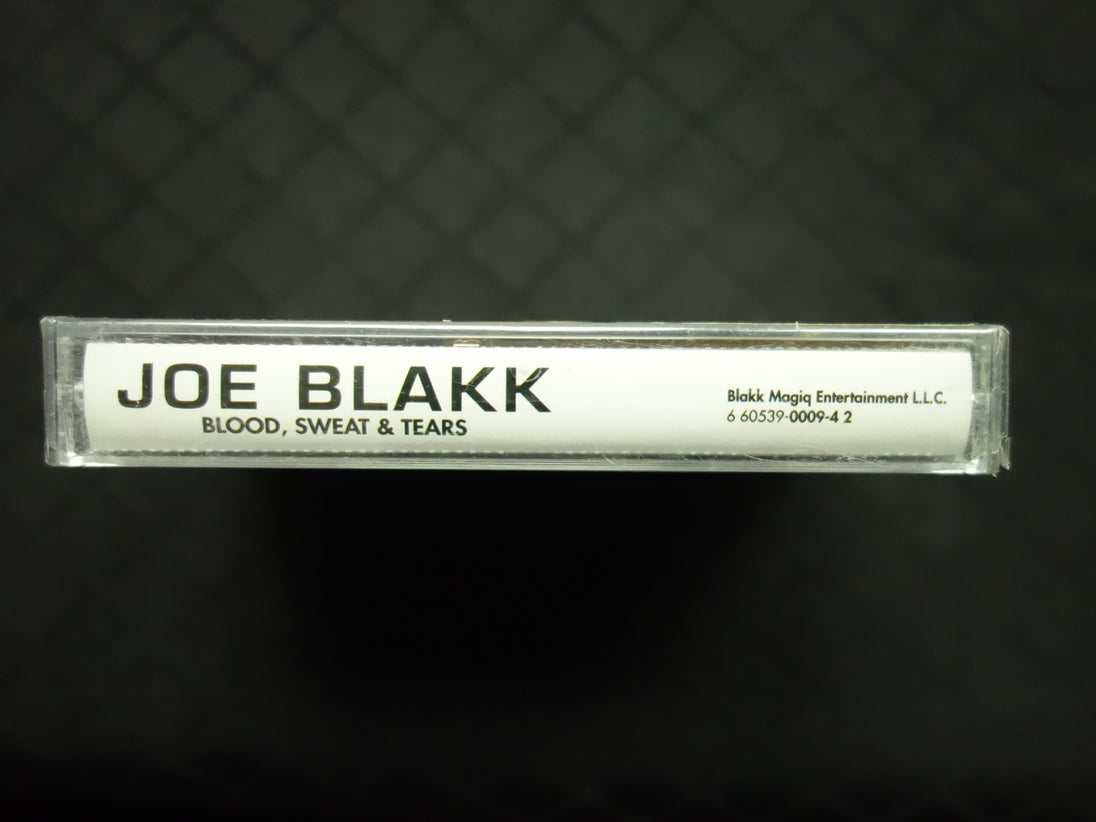 JOE BLAKK
BLOOD, SWEAT & TEARS
Blakk Magiq Entertainment L.L.C.
6 60539-0009-4 2